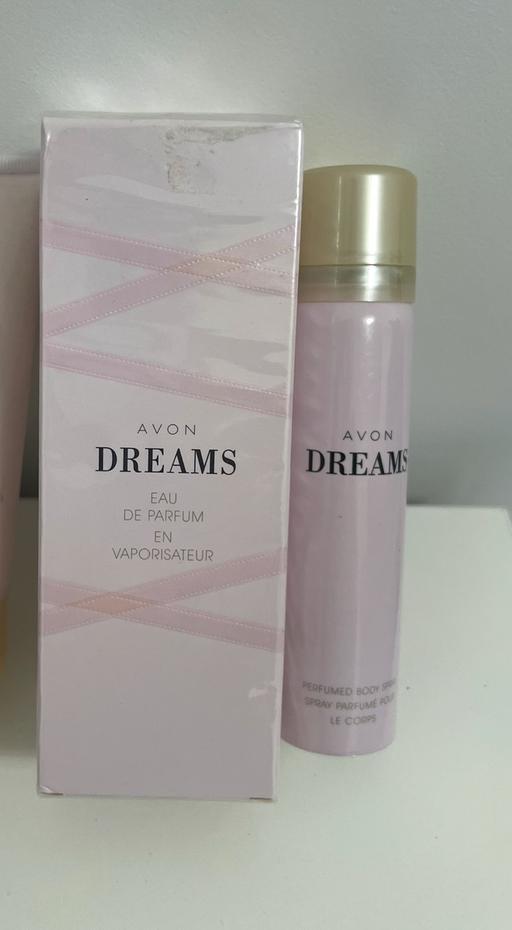 AVON
DREAMS
EAU
DE PARFUM
EN
VAPORISATEUR
AVON
DREAMS
PERFUMED BODY SPRAY
SPRAY PARFUMÉ POUR
LE CORPS